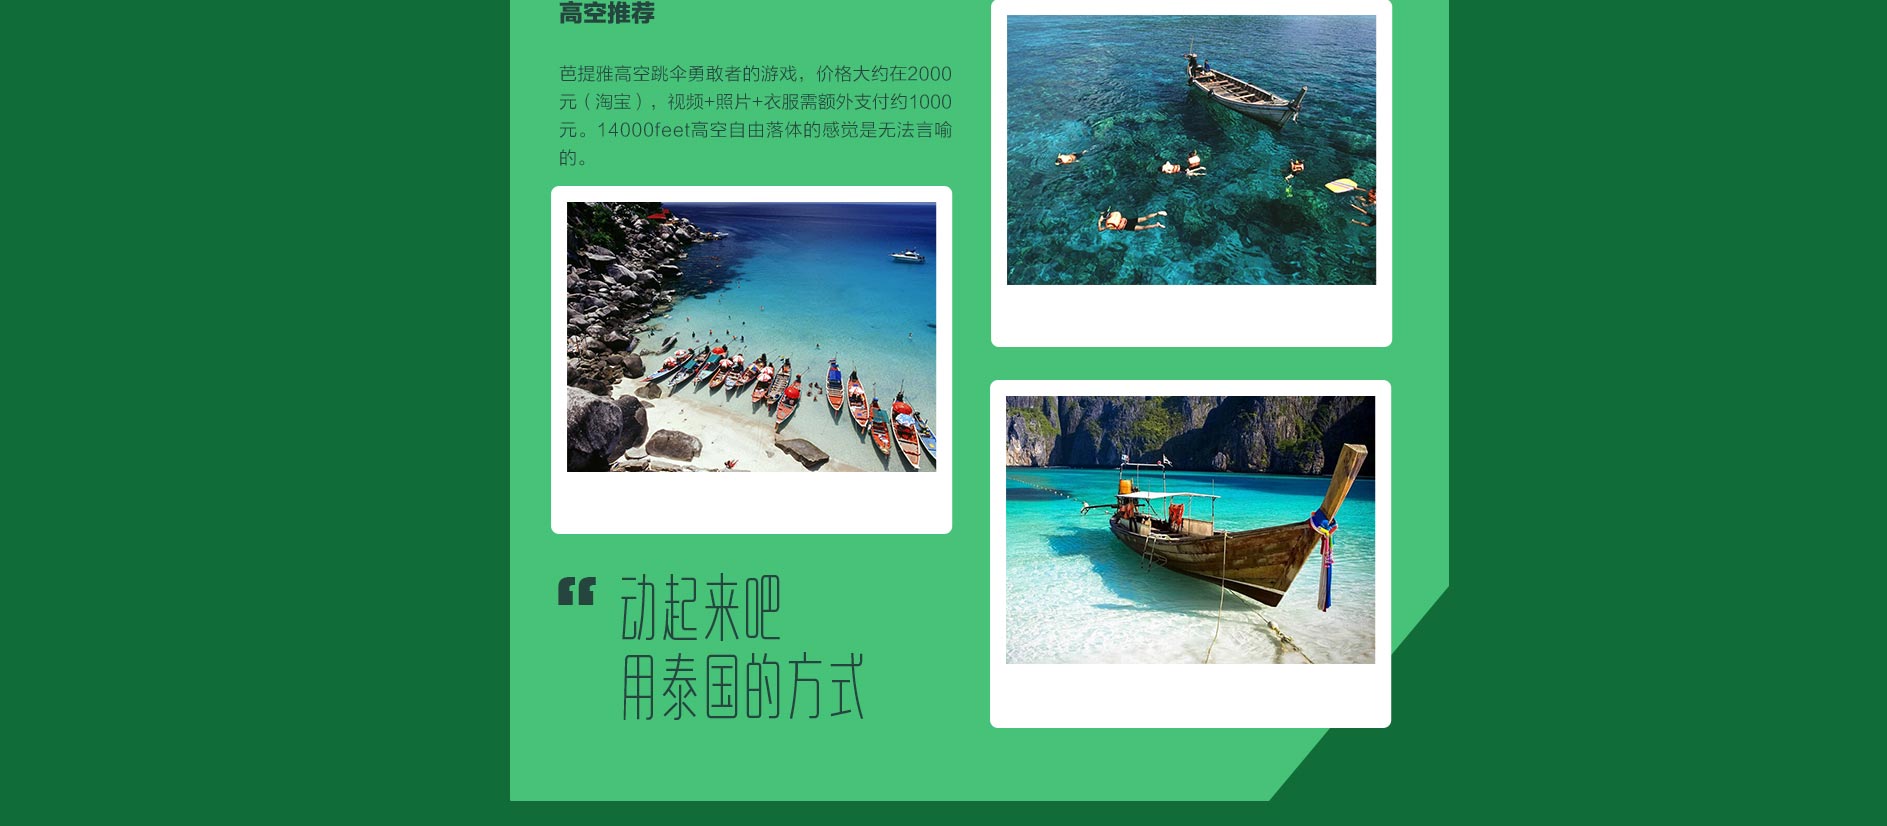 高空推荐
芭提雅高空跳伞勇敢者的游戏，价格大约在2000
元（淘宝），视频+照片+衣服需额外支付约1000
元。14000feet高空自由落体的感觉是无法言喻
的。
“ 动起来吧
用泰国的方式